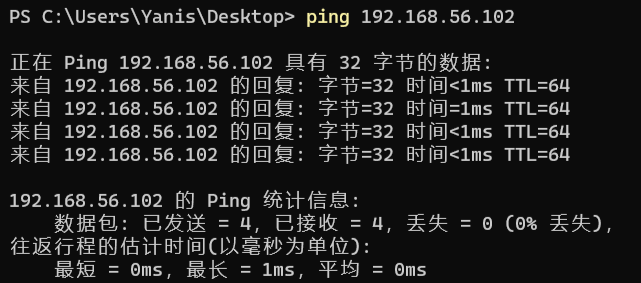 PS C:\Users\Yanis\Desktop> ping 192.168.56.102
正在 Ping 192.168.56.102 具有 32 字节的数据:
来自 192.168.56.102 的回复: 字节=32 时间<1ms TTL=64
来自 192.168.56.102 的回复: 字节=32 时间=1ms TTL=64
来自 192.168.56.102 的回复: 字节=32 时间<1ms TTL=64
来自 192.168.56.102 的回复: 字节=32 时间<1ms TTL=64
192.168.56.102 的 Ping 统计信息:
数据包: 已发送 = 4，已接收 = 4，丢失 = 0 (0% 丢失)，
往返行程的估计时间(以毫秒为单位):
最短 = 0ms，最长 = 1ms，平均 = 0ms